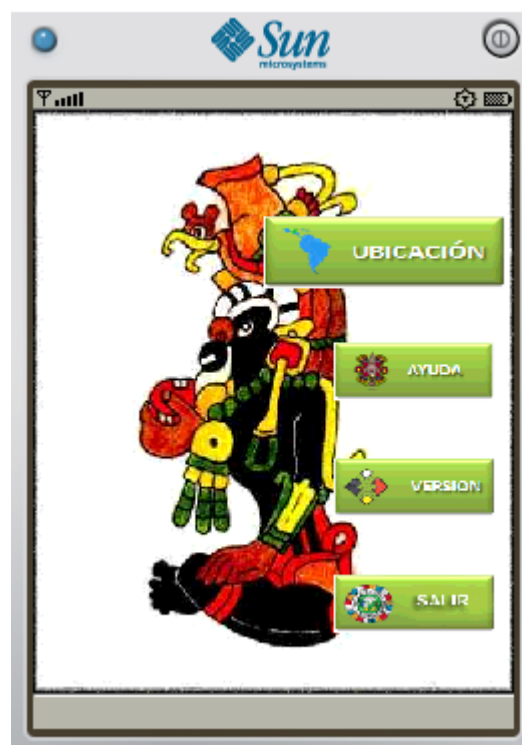 Sun
microsystems
UBICACIÓN
AYUDA
VERSION
SALIR